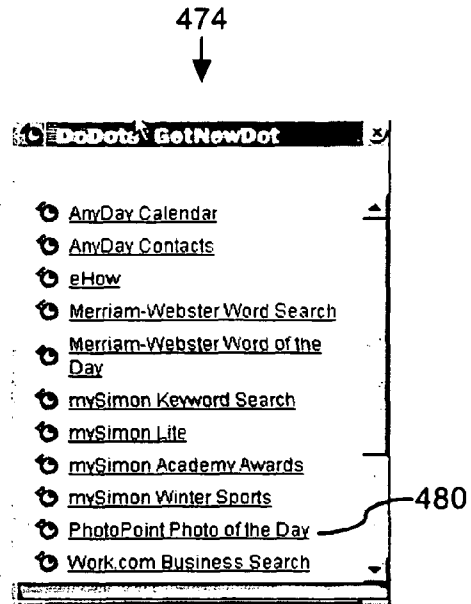 474
DoDots GetNewDot
AnyDay Calendar
AnyDay Contacts
eHow
Merriam-Webster Word Search
Merriam-Webster Word of the
Day
mySimon Keyword Search
mySimon Lite
mySimon Academy Awards
mySimon Winter Sports
PhotoPoint Photo of the Day
480
Work.com Business Search